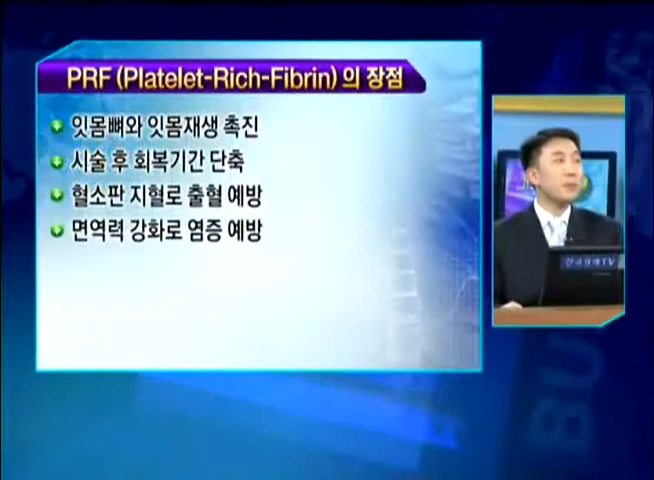 PRF (Platelet-Rich-Fibrin)의 장점
잇몸뼈와 잇몸재생 촉진
시술 후 회복기간 단축
혈소판 지혈로 출혈 예방
면역력 강화로 염증 예방
BU